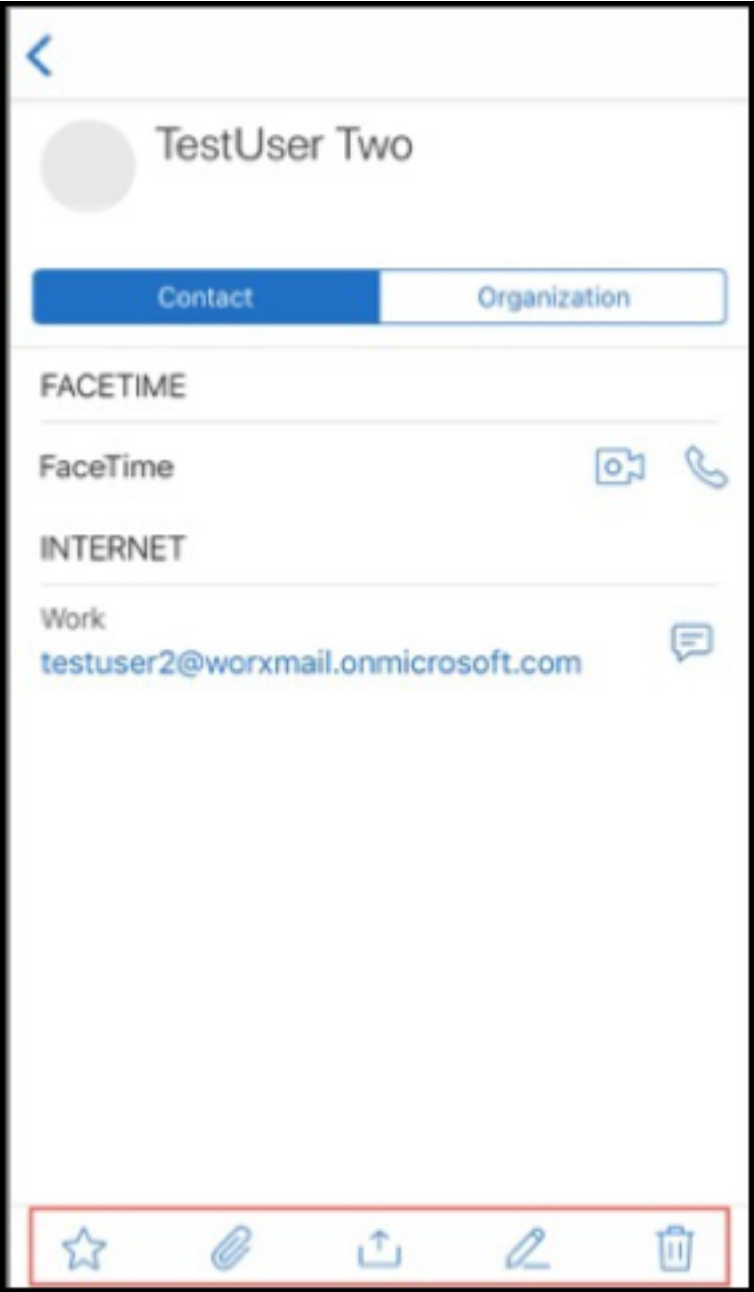 TestUser Two
Contact Organization
FACETIME
FaceTime
INTERNET
Work
testuser2@worxmail.onmicrosoft.com